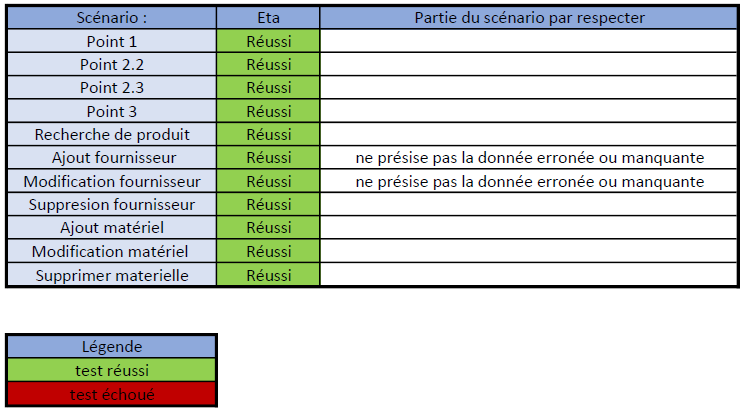 Scénario : Eta Partie du scénario par respecter
Point 1 Réussi
Point 2.2 Réussi
Point 2.3 Réussi
Point 3 Réussi
Recherche de produit Réussi
Ajout fournisseur Réussi ne présise pas la donnée erronée ou manquante
Modification fournisseur Réussi ne présise pas la donnée erronée ou manquante
Suppresion fournisseur Réussi
Ajout matériel Réussi
Modification matériel Réussi
Supprimer materielle Réussi
Légende
test réussi
test échoué